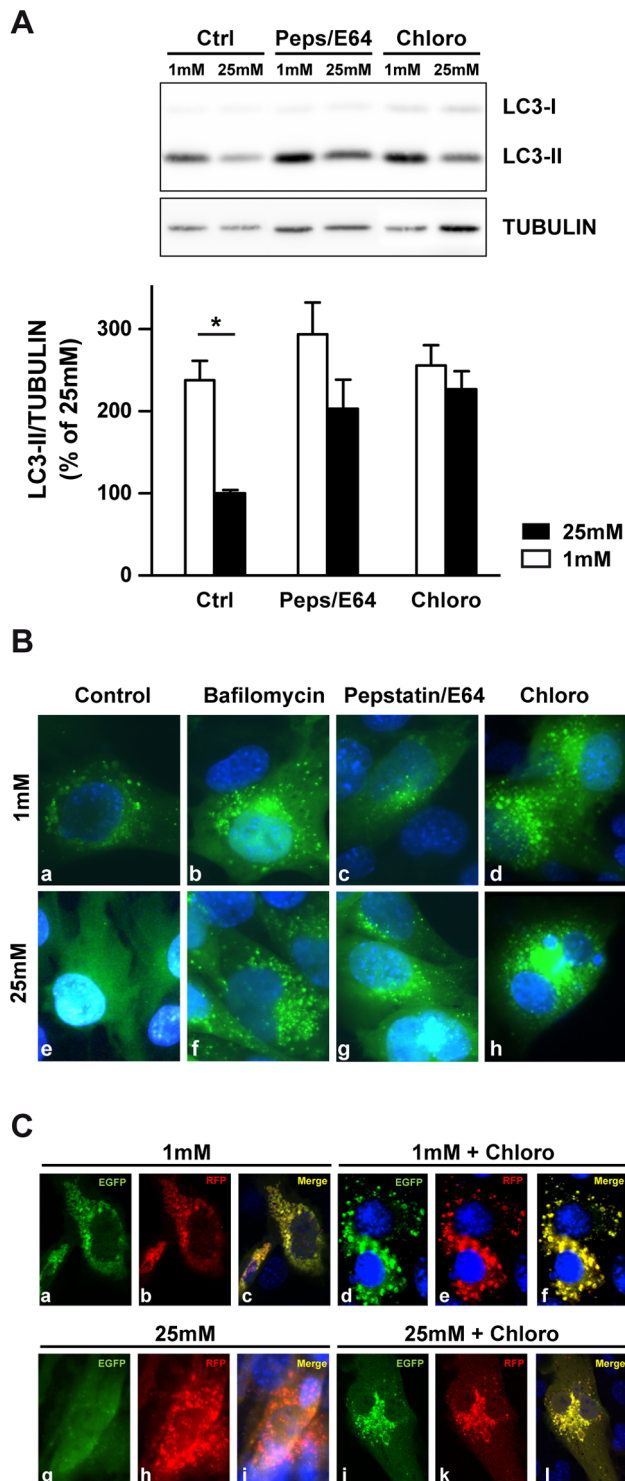 A
Ctrl Peps/E64 Chloro
1mM 25mM 1mM 25mM 1mM 25mM
LC3-I
LC3-II
TUBULIN
LC3-II/TUBULIN
(% of 25mM)
300
200
100
0
*
25mM
1mM
Ctrl Peps/E64 Chloro
B
Control Bafilomycin Pepstatin/E64 Chloro
1mM
a b c d
25mM
e f g h
C
1mM 1mM + Chloro
EGFP RFP Merge EGFP RFP Merge
a b c d e f
25mM 25mM + Chloro
EGFP RFP Merge EGFP RFP Merge
g h i j k l